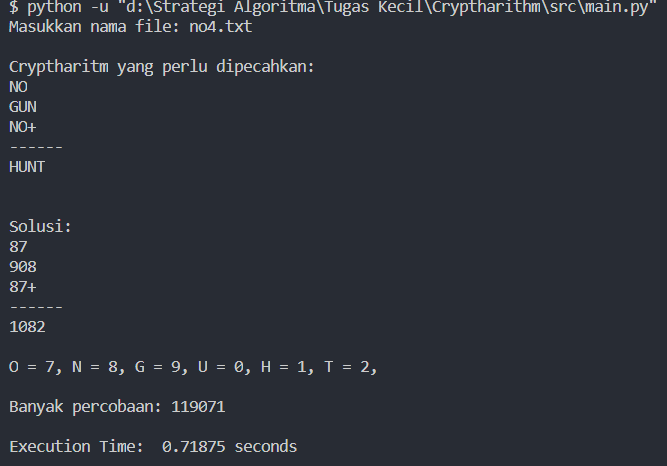 $ python -u "d:\Strategi Algoritma\Tugas Kecil\Cryptharithm\src\main.py"
Masukkan nama file: no4.txt
Cryptharitm yang perlu dipecahkan:
NO
GUN
NO+
------
HUNT
Solusi:
87
908
87+
------
1082
O = 7, N = 8, G = 9, U = 0, H = 1, T = 2,
Banyak percobaan: 119071
Execution Time:  0.71875 seconds